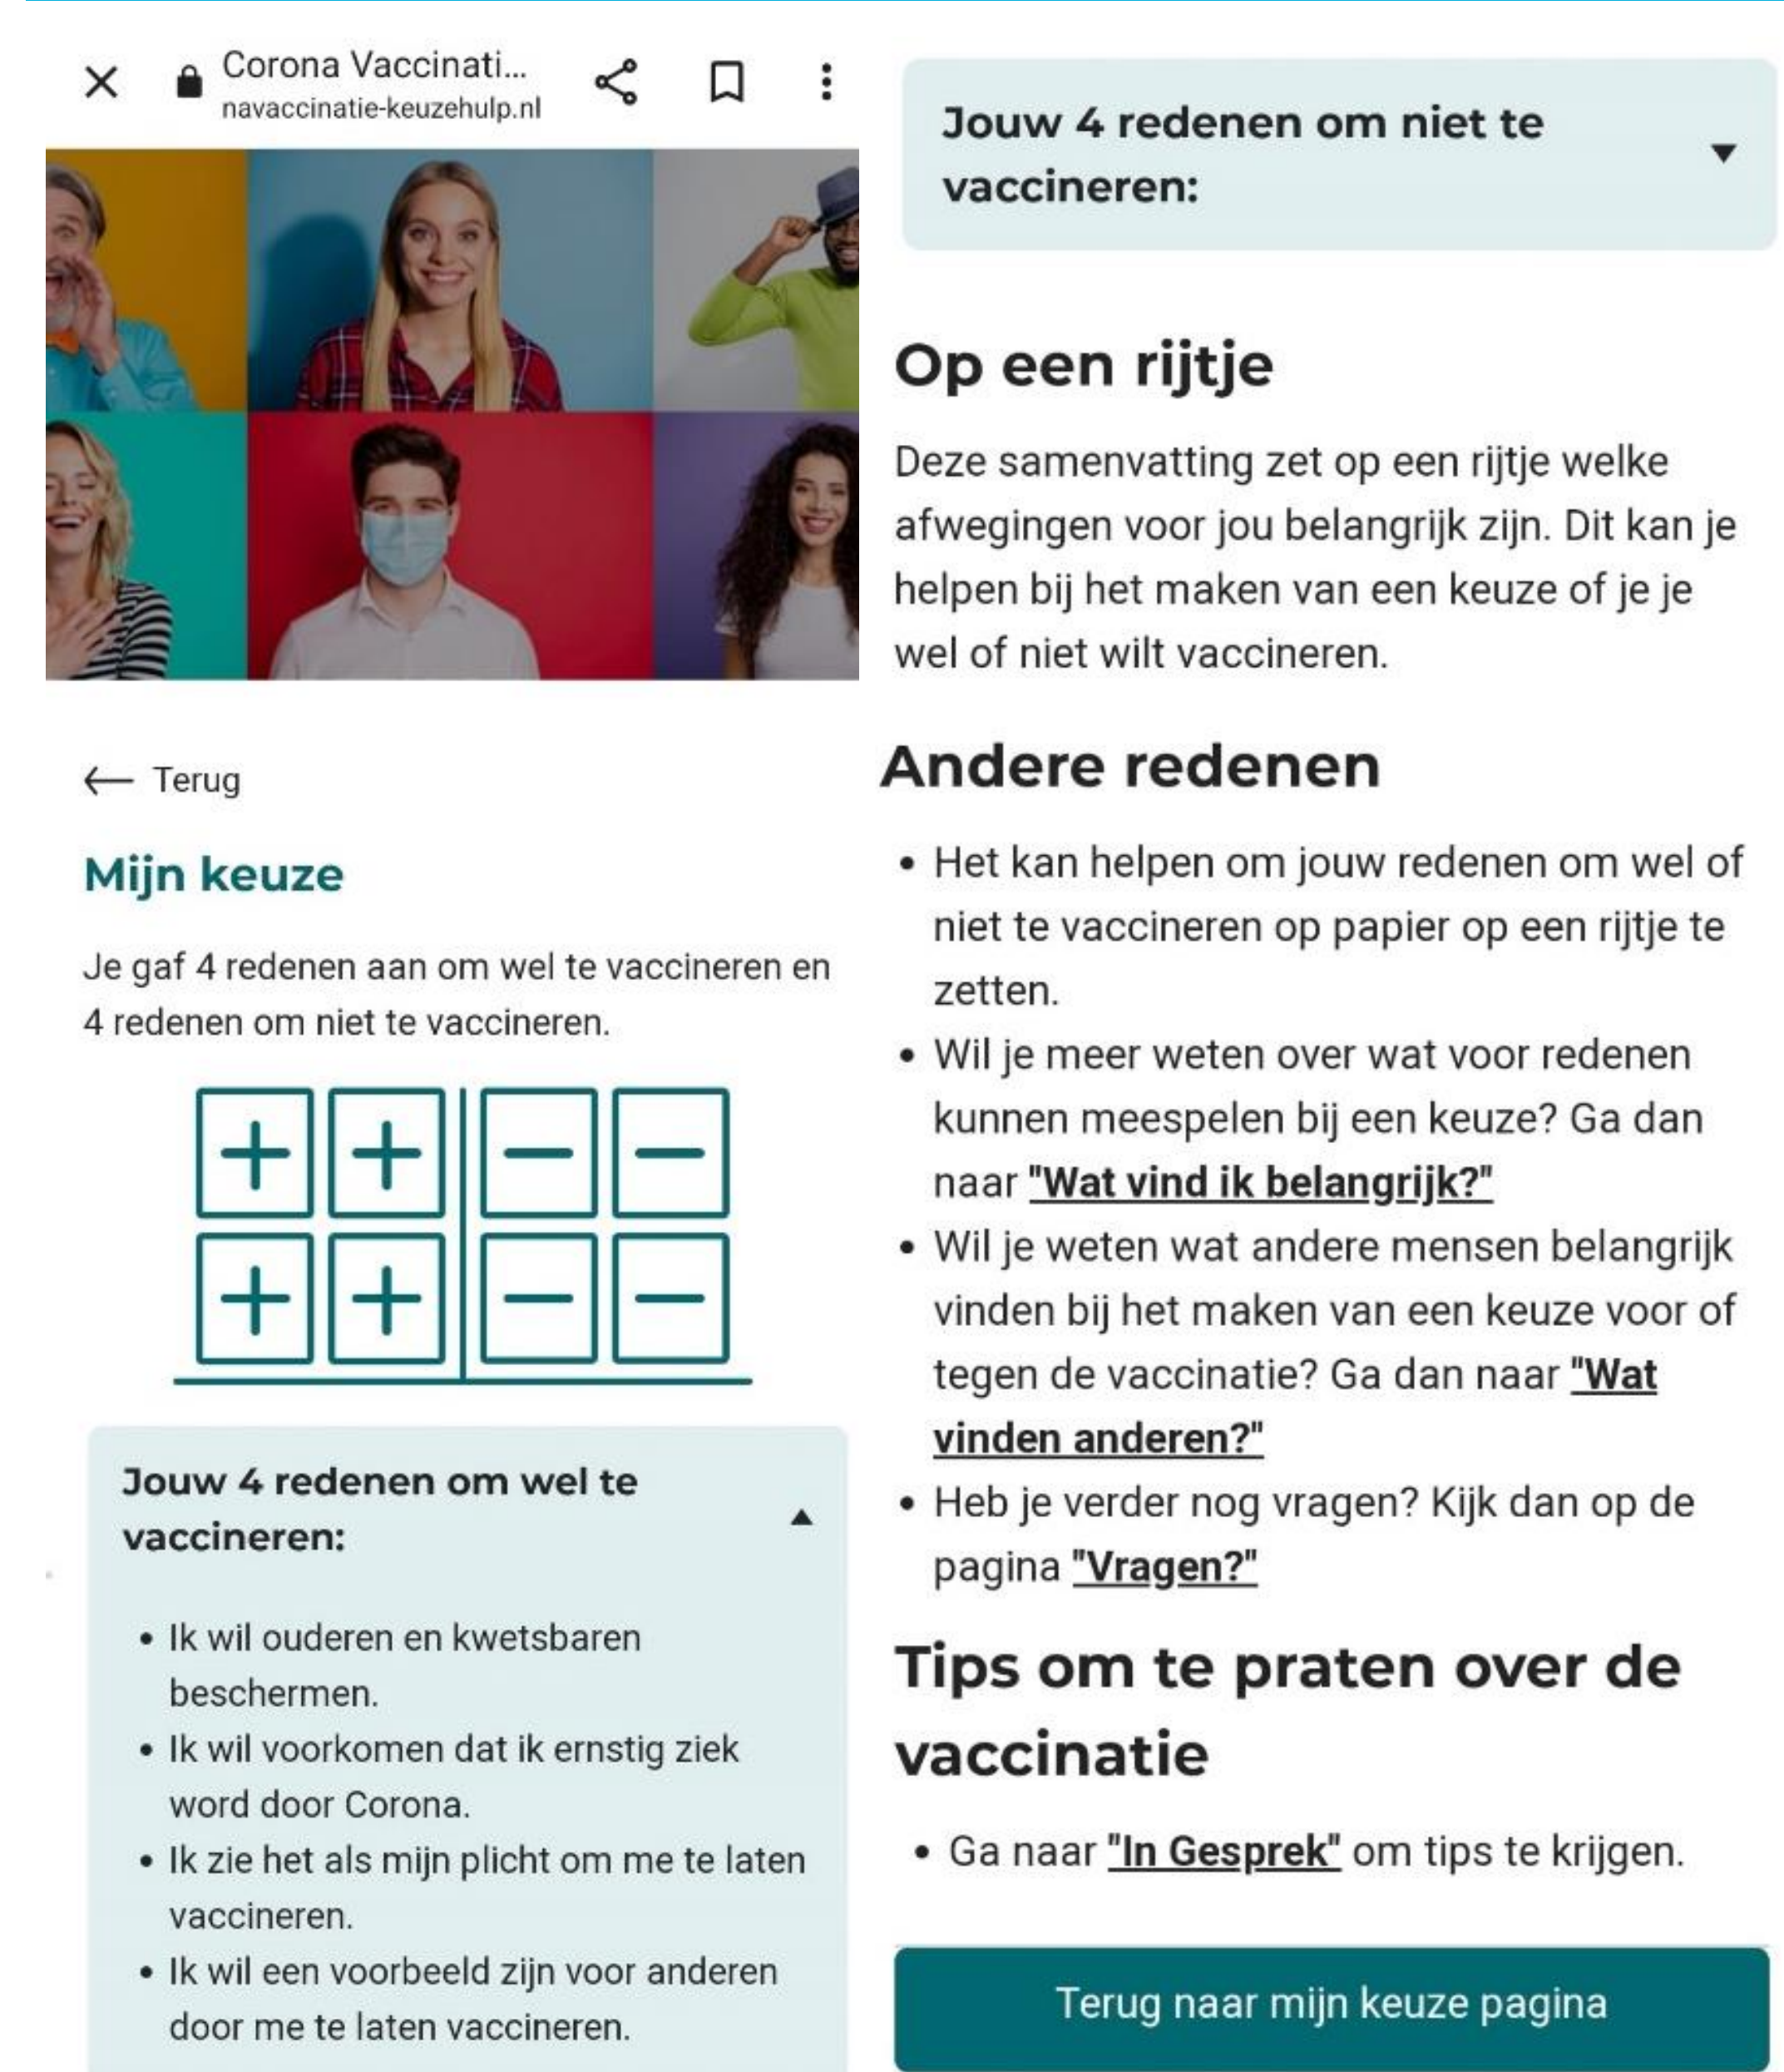 Corona Vaccinati...
navaccinatie-keuzehulp.nl
← Terug
Mijn keuze
Je gaf 4 redenen aan om wel te vaccineren en
4 redenen om niet te vaccineren.
Jouw 4 redenen om wel te
vaccineren:
• Ik wil ouderen en kwetsbaren
beschermen.
• Ik wil voorkomen dat ik ernstig ziek
word door Corona.
• Ik zie het als mijn plicht om me te laten
vaccineren.
• Ik wil een voorbeeld zijn voor anderen
door me te laten vaccineren.
Jouw 4 redenen om niet te
vaccineren:
Op een rijtje
Deze samenvatting zet op een rijtje welke
afwegingen voor jou belangrijk zijn. Dit kan je
helpen bij het maken van een keuze of je je
wel of niet wilt vaccineren.
Andere redenen
• Het kan helpen om jouw redenen om wel of
niet te vaccineren op papier op een rijtje te
zetten.
• Wil je meer weten over wat voor redenen
kunnen meespelen bij een keuze? Ga dan
naar "Wat vind ik belangrijk?"
• Wil je weten wat andere mensen belangrijk
vinden bij het maken van een keuze voor of
tegen de vaccinatie? Ga dan naar "Wat
vinden anderen?"
• Heb je verder nog vragen? Kijk dan op de
pagina "Vragen?"
Tips om te praten over de
vaccinatie
• Ga naar "In Gesprek" om tips te krijgen.
Terug naar mijn keuze pagina